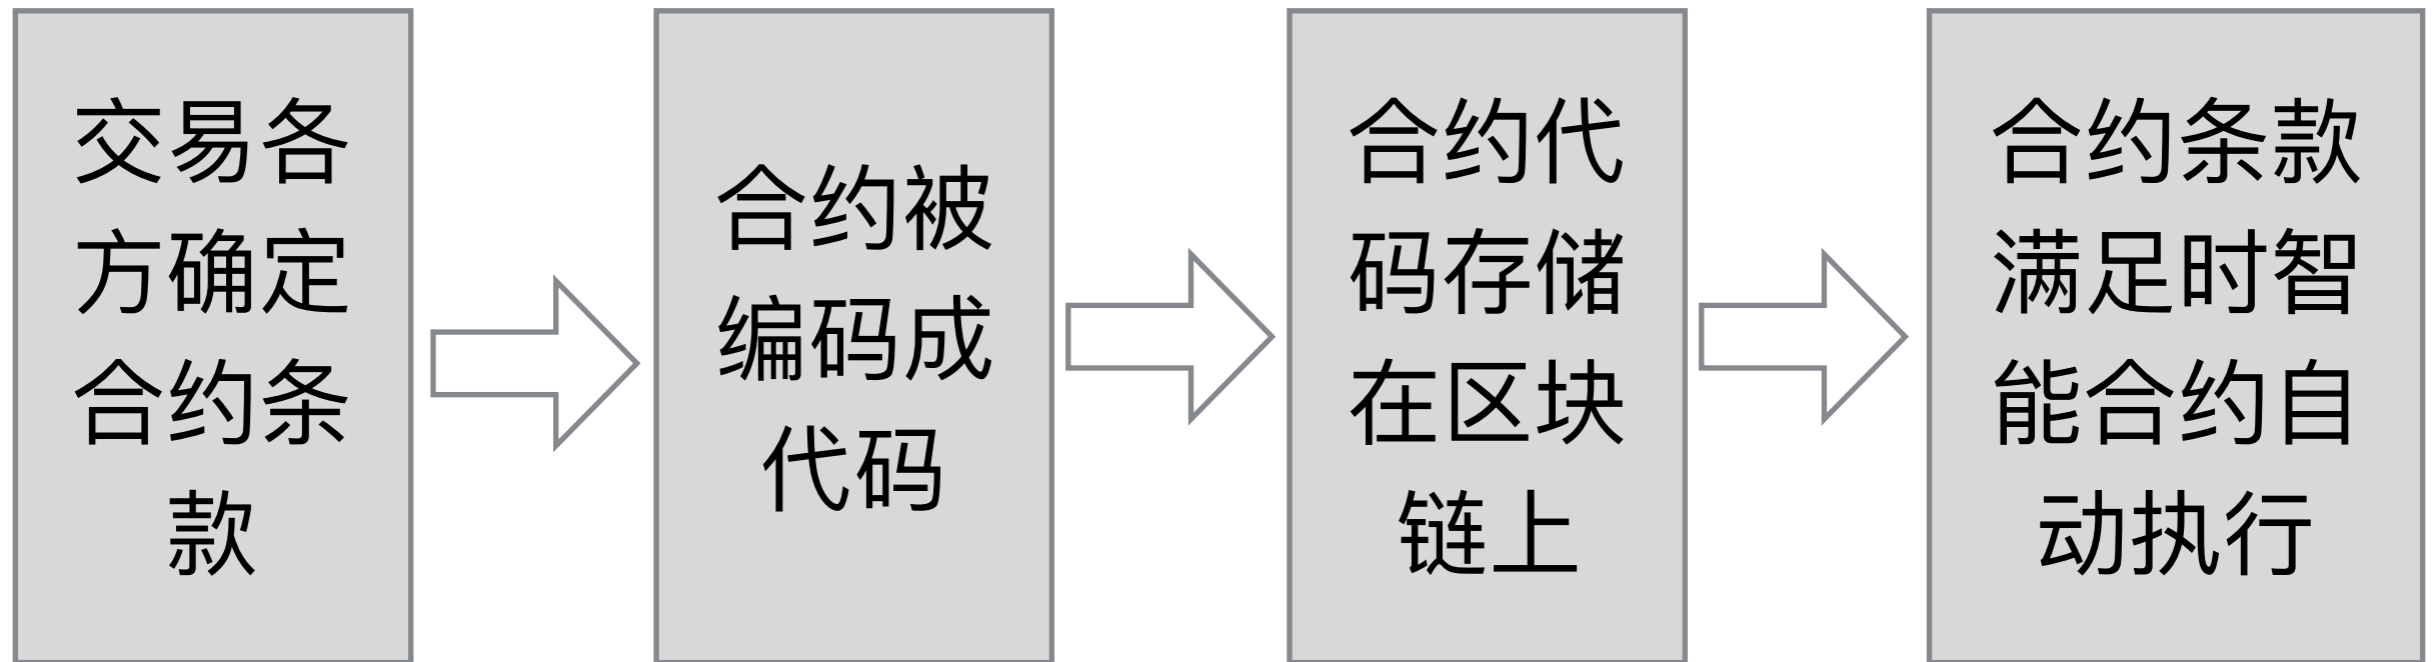 交易各
方确定
合约条
款
合约被
编码成
代码
合约代
码存储
在区块
链上
合约条款
满足时智
能合约自
动执行